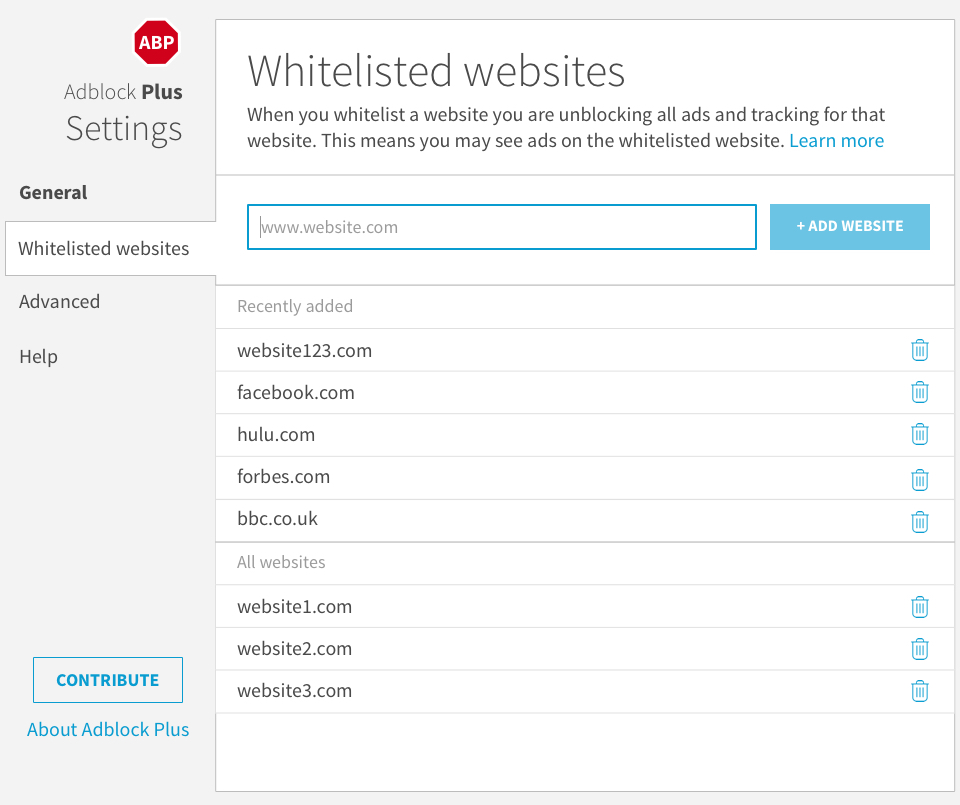 ABP
Adblock Plus
Settings
General
Whitelisted websites
Advanced
Help
CONTRIBUTE
About Adblock Plus
Whitelisted websites
When you whitelist a website you are unblocking all ads and tracking for that
website. This means you may see ads on the whitelisted website. Learn more
www.website.com
+ ADD WEBSITE
Recently added
website123.com
facebook.com
hulu.com
forbes.com
bbc.co.uk
All websites
website1.com
website2.com
website3.com